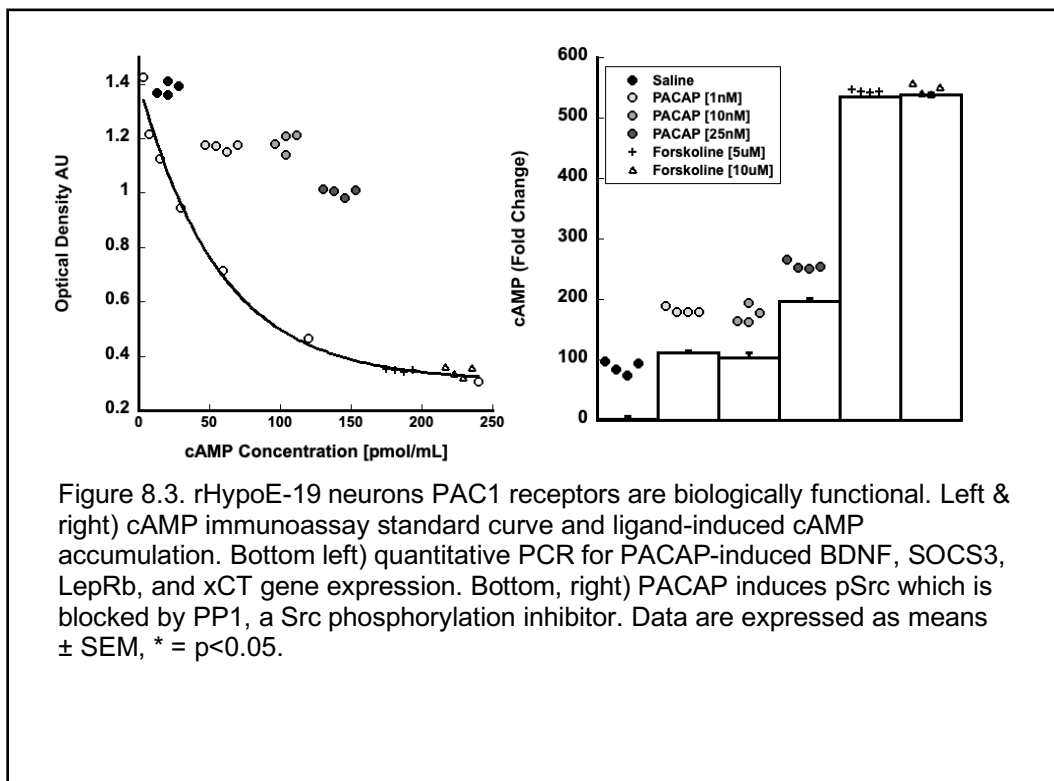 1.4
1.2
1
0.8
0.6
0.4
0.2
0
50
100
150
200
250
Optical Density AU
cAMP Concentration [pmol/mL]
600
500
400
300
200
100
0
cAMP (Fold Change)
Saline
PACAP [1nM]
PACAP [10nM]
PACAP [25nM]
Forskoline [5uM]
Forskoline [10uM]
Figure 8.3. rHypoE-19 neurons PAC1 receptors are biologically functional. Left &
right) cAMP immunoassay standard curve and ligand-induced cAMP
accumulation. Bottom left) quantitative PCR for PACAP-induced BDNF, SOCS3,
LepRb, and xCT gene expression. Bottom, right) PACAP induces pSrc which is
blocked by PP1, a Src phosphorylation inhibitor. Data are expressed as means
± SEM, * = p<0.05.